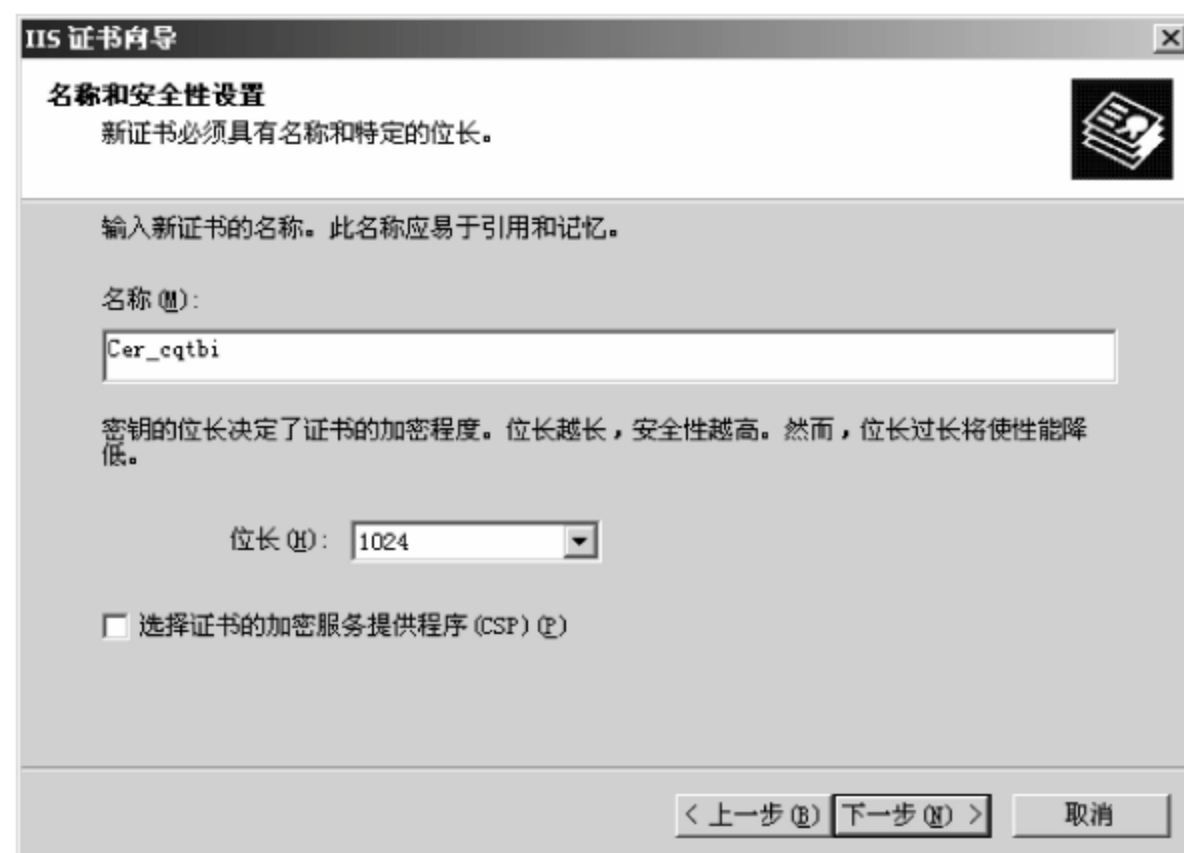 IIS 证书向导
名称和安全性设置
新证书必须具有名称和特定的位长。
输入新证书的名称。此名称应易于引用和记忆。
名称(M):
Cer_cqtbi
密钥的位长决定了证书的加密程度。位长越长，安全性越高。然而，位长过长将使性能降
低。
位长(H): 1024
选择证书的加密服务提供程序(CSP)(P)
< 上一步(B) 下一步(N) > 取消